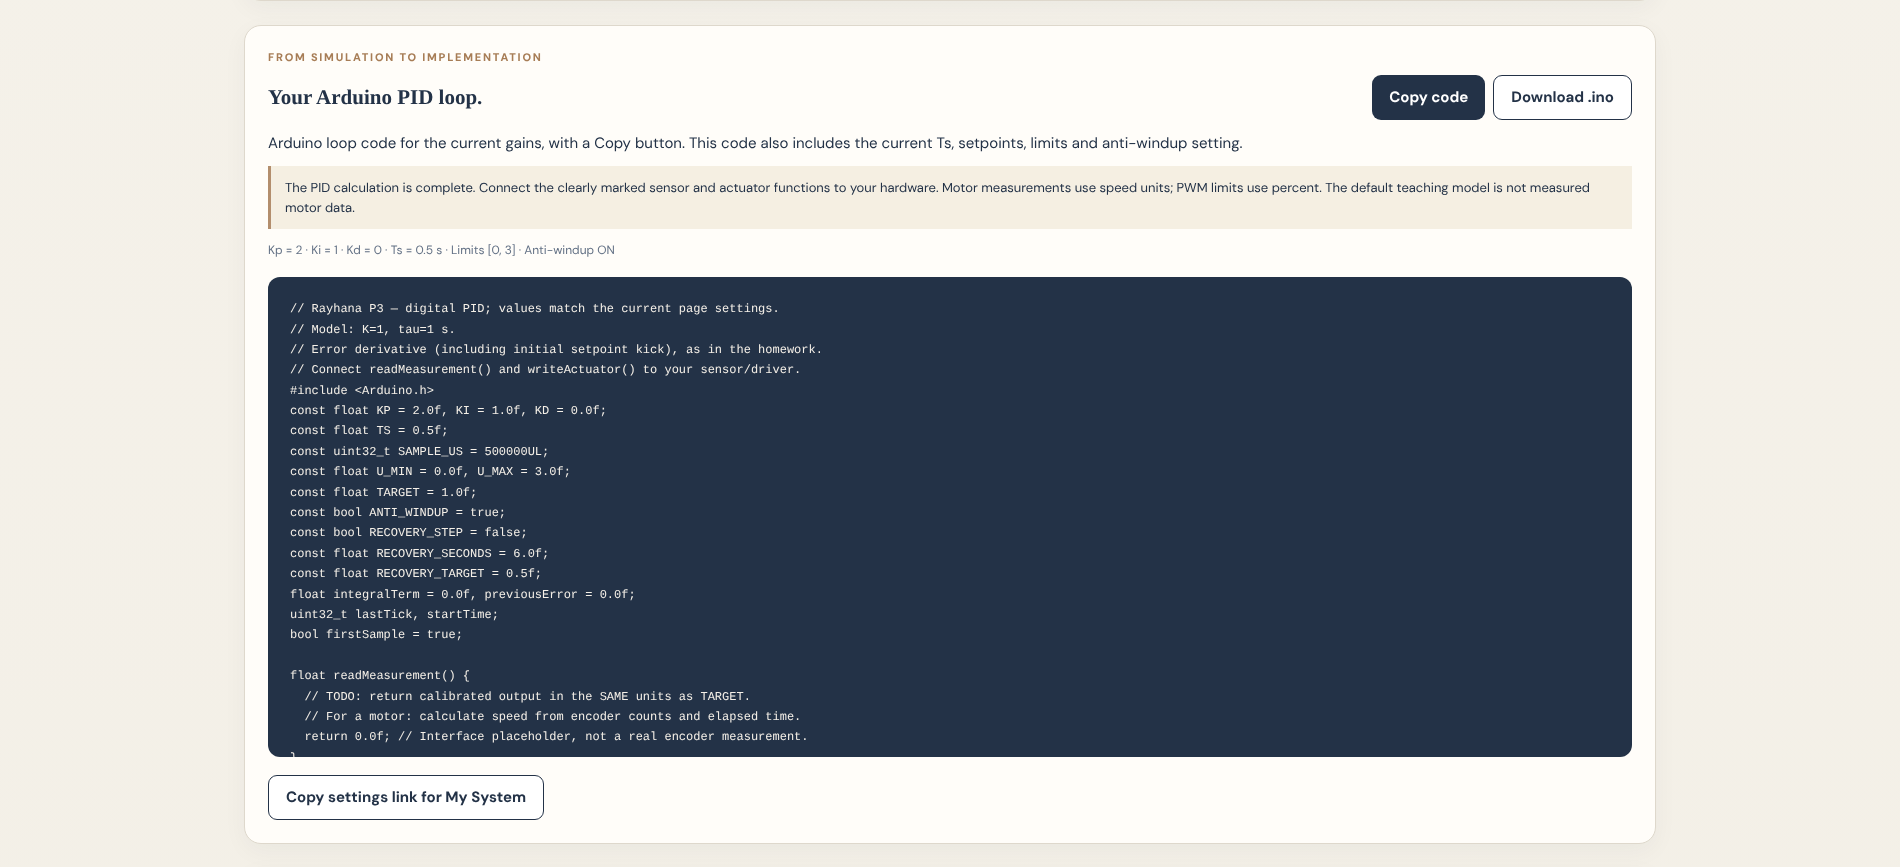 FROM SIMULATION TO IMPLEMENTATION
Your Arduino PID loop.
Copy code
Download .ino
Arduino loop code for the current gains, with a Copy button. This code also includes the current Ts, setpoints, limits and anti-windup setting.
The PID calculation is complete. Connect the clearly marked sensor and actuator functions to your hardware. Motor measurements use speed units; PWM limits use percent. The default teaching model is not measured
motor data.
Kp = 2 · Ki = 1 · Kd = 0 · Ts = 0.5 s · Limits [0, 3] · Anti-windup ON
// Rayhana P3 — digital PID; values match the current page settings.
// Model: K=1, tau=1 s.
// Error derivative (including initial setpoint kick), as in the homework.
// Connect readMeasurement() and writeActuator() to your sensor/driver.
#include <Arduino.h>
const float KP = 2.0f, KI = 1.0f, KD = 0.0f;
const float TS = 0.5f;
const uint32_t SAMPLE_US = 500000UL;
const float U_MIN = 0.0f, U_MAX = 3.0f;
const float TARGET = 1.0f;
const bool ANTI_WINDUP = true;
const bool RECOVERY_STEP = false;
const float RECOVERY_SECONDS = 6.0f;
const float RECOVERY_TARGET = 0.5f;
float integralTerm = 0.0f, previousError = 0.0f;
uint32_t lastTick, startTime;
bool firstSample = true;

float readMeasurement() {
  // TODO: return calibrated output in the SAME units as TARGET.
  // For a motor: calculate speed from encoder counts and elapsed time.
  return 0.0f; // Interface placeholder, not a real encoder measurement.
}
Copy settings link for My System